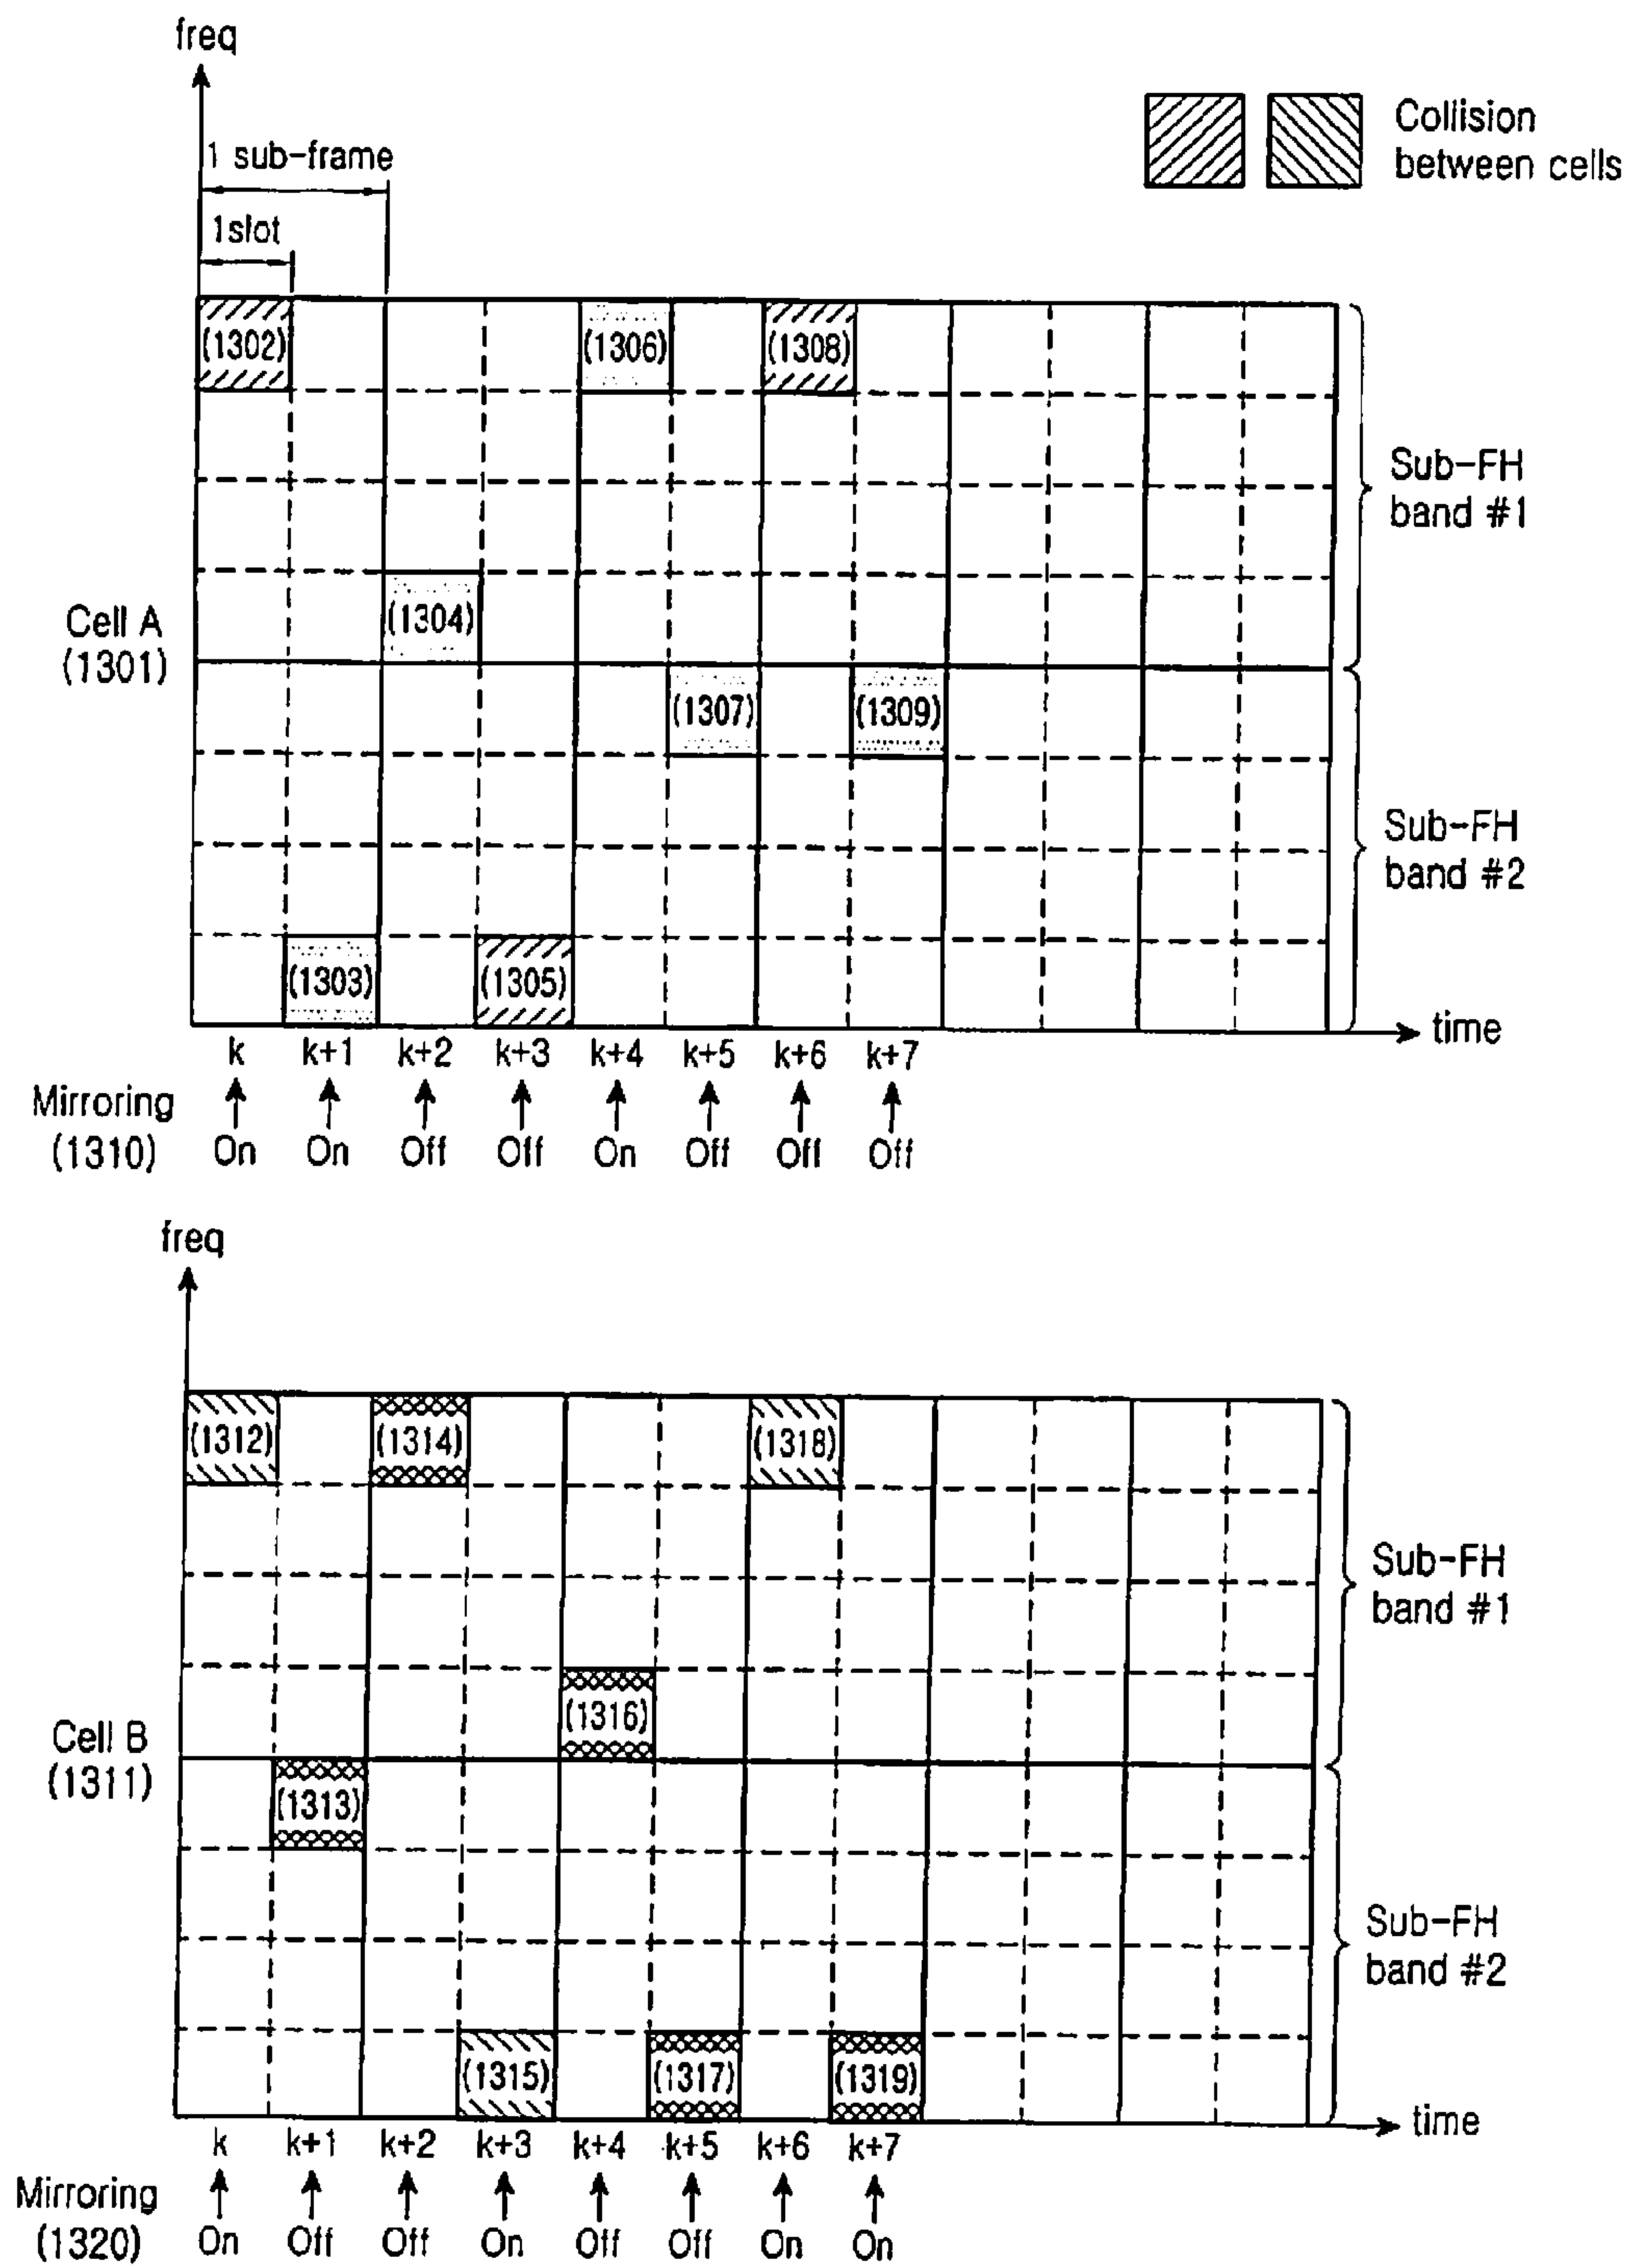 freq
Collision
between cells
1 sub-frame
1slot
(1302)
(1306)
(1308)
Sub-FH
band #1
(1304)
Cell A
(1301)
(1307)
(1309)
Sub-FH
band #2
(1303)
(1305)
time
k k+1 k+2 k+3 k+4 k+5 k+6 k+7
Mirroring
(1310) On On Off Off On Off Off Off
freq
(1312)
(1314)
(1318)
Sub-FH
band #1
(1316)
Cell B
(1311)
(1313)
Sub-FH
band #2
(1315)
(1317)
(1319)
time
k k+1 k+2 k+3 k+4 k+5 k+6 k+7
Mirroring
(1320) On Off Off On Off Off On On